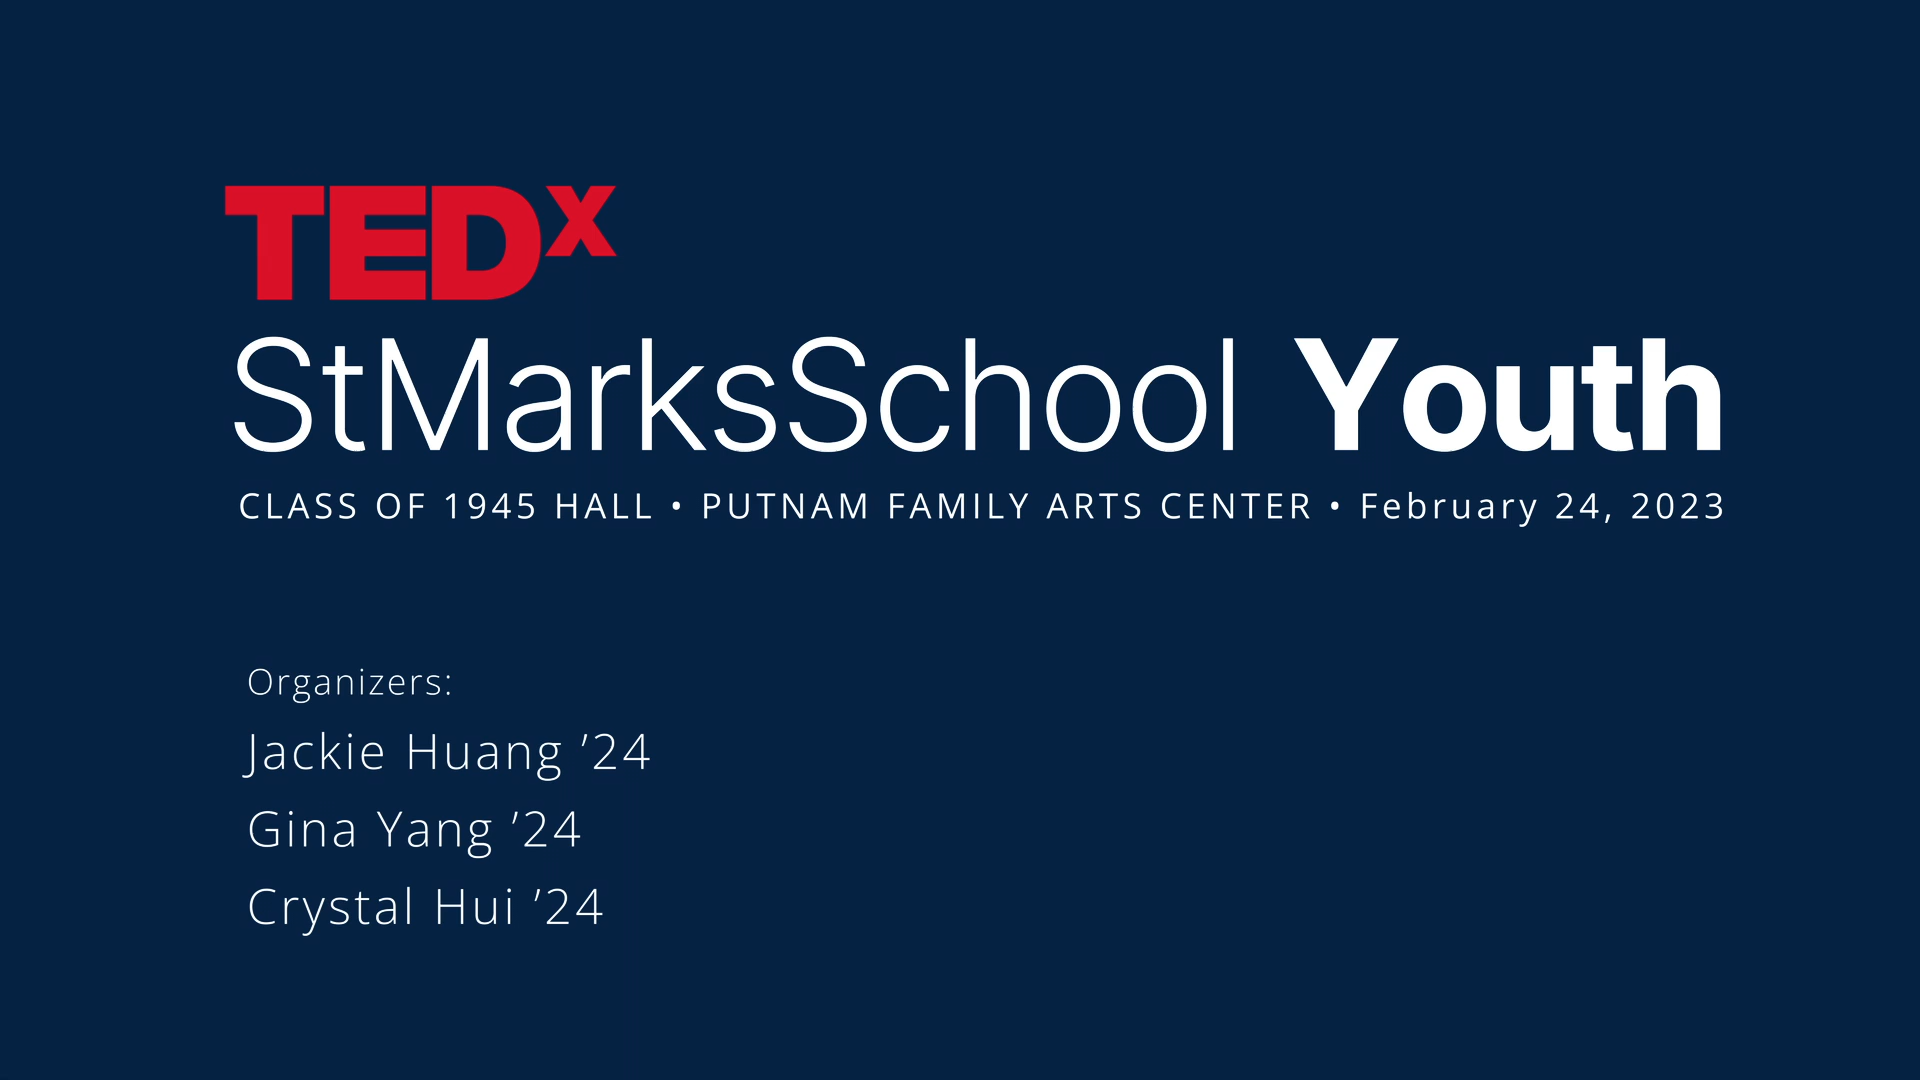 TEDx
StMarksSchool Youth
CLASS OF 1945 HALL • PUTNAM FAMILY ARTS CENTER • February 24, 2023
Organizers:
Jackie Huang ’24
Gina Yang ’24
Crystal Hui ’24